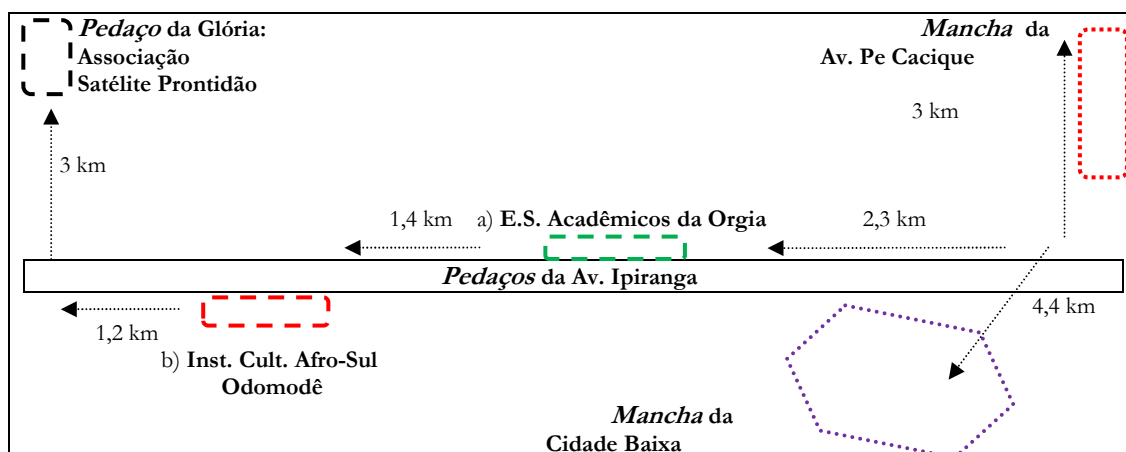 Pedaço da Glória:
Associação
Satélite Prontidão
Mancha da
Av. Pe Cacique
3 km
3 km
1,4 km
a) E.S. Acadêmicos da Orgia
2,3 km
Pedaços da Av. Ipiranga
1,2 km
4,4 km
b) Inst. Cult. Afro-Sul
Odomodê
Mancha da
Cidade Baixa